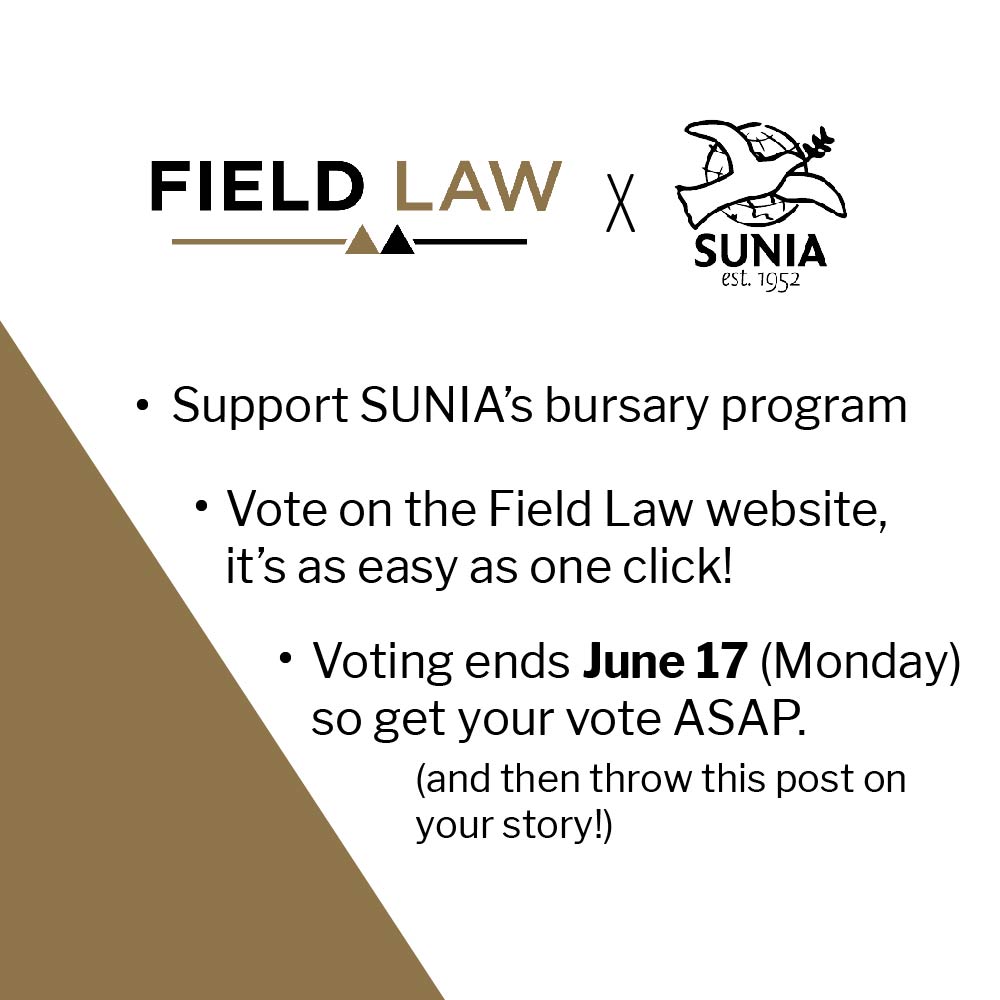 FIELD LAW X SUNIA
est. 1952
• Support SUNIA’s bursary program
• Vote on the Field Law website,
it’s as easy as one click!
• Voting ends June 17 (Monday)
so get your vote ASAP.
(and then throw this post on
your story!)